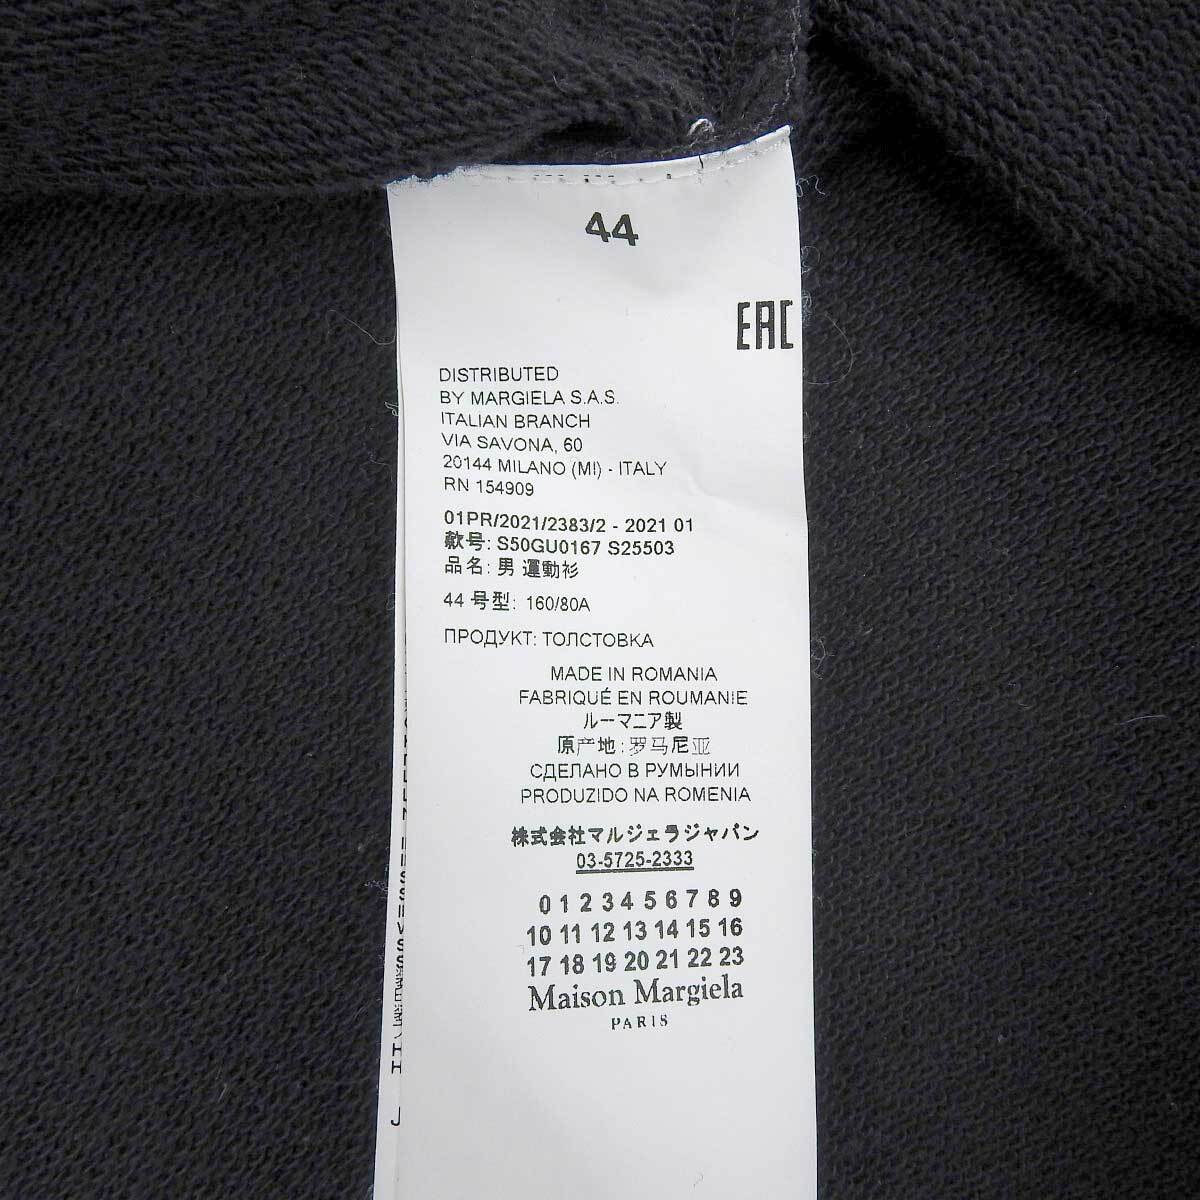 44
EAC
DISTRIBUTED
BY MARGIELA S.A.S.
ITALIAN BRANCH
VIA SAVONA, 60
20144 MILANO (MI) - ITALY
RN 154909
01PR/2021/2383/2 - 2021 01
款号: S50GU0167 S25503
品名: 男 運動衫
44 号型: 160/80A
ПРОДУКТ: ТОЛСТОВКА
MADE IN ROMANIA
FABRIQUÉ EN ROUMANIE
ルーマニア製
原产地: 罗马尼亚
СДЕЛАНО В РУМЫНИИ
PRODUZIDO NA ROMENIA
株式会社マルジェラジャパン
03-5725-2333
0 1 2 3 4 5 6 7 8 9
10 11 12 13 14 15 16
17 18 19 20 21 22 23
Maison Margiela
PARIS